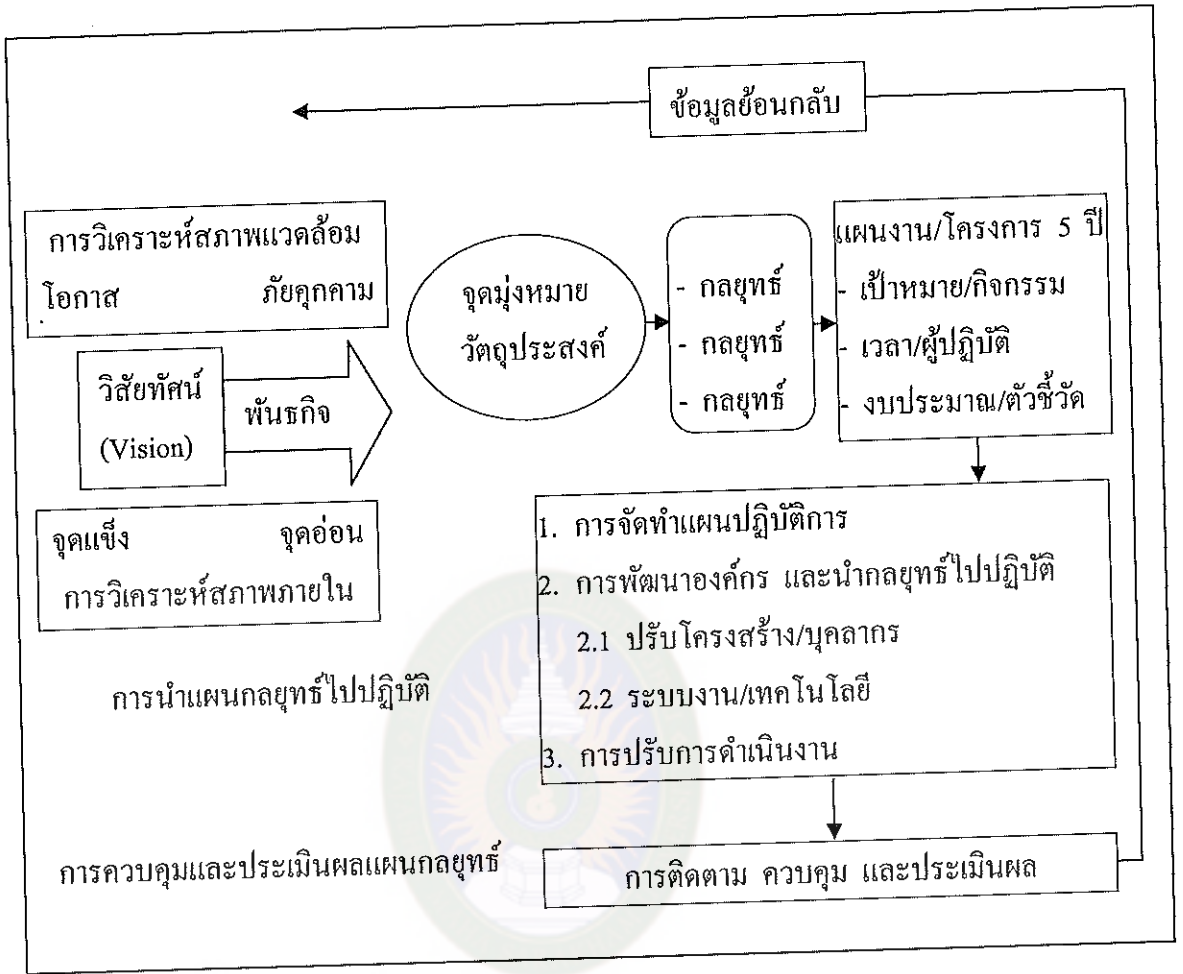 ข้อมูลย้อนกลับ
การวิเคราะห์สภาพแวดล้อม
โอกาส ภัยคุกคาม
วิสัยทัศน์
(Vision)
พันธกิจ
จุดแข็ง จุดอ่อน
การวิเคราะห์สภาพภายใน
จุดมุ่งหมาย
วัตถุประสงค์
- กลยุทธ์
- กลยุทธ์
- กลยุทธ์
แผนงาน/โครงการ 5 ปี
- เป้าหมาย/กิจกรรม
- เวลา/ผู้ปฏิบัติ
- งบประมาณ/ตัวชี้วัด
การนำแผนกลยุทธ์ไปปฏิบัติ
1. การจัดทำแผนปฏิบัติการ
2. การพัฒนาองค์กร และนำกลยุทธ์ไปปฏิบัติ
2.1 ปรับโครงสร้าง/บุคลากร
2.2 ระบบงาน/เทคโนโลยี
3. การปรับการดำเนินงาน
การควบคุมและประเมินผลแผนกลยุทธ์
การติดตาม ควบคุม และประเมินผล